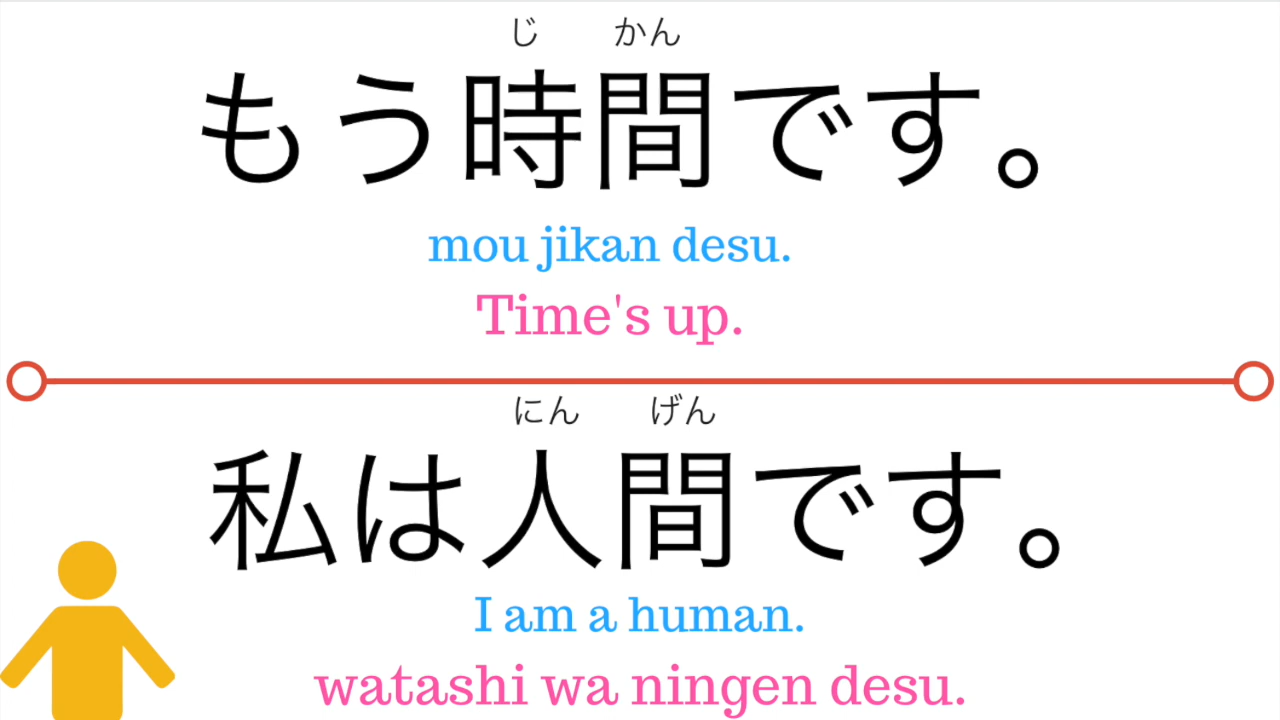 じ かん
もう時間です。
mou jikan desu.
Time's up.
にん げん
私は人間です。
I am a human.
watashi wa ningen desu.